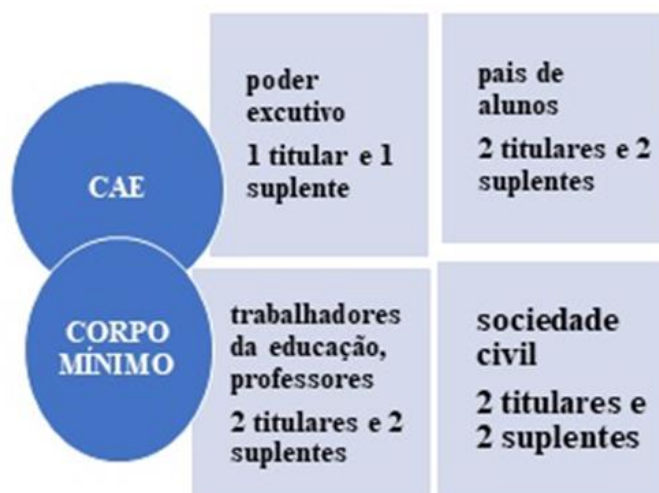 CAE
CORPO
MÍNIMO
poder
excutivo
1 titular e 1
suplente
pais de
alunos
2 titulares e 2
suplentes
trabalhadores
da educação,
professores
2 titulares e 2
suplentes
sociedade
civil
2 titulares e
2 suplentes